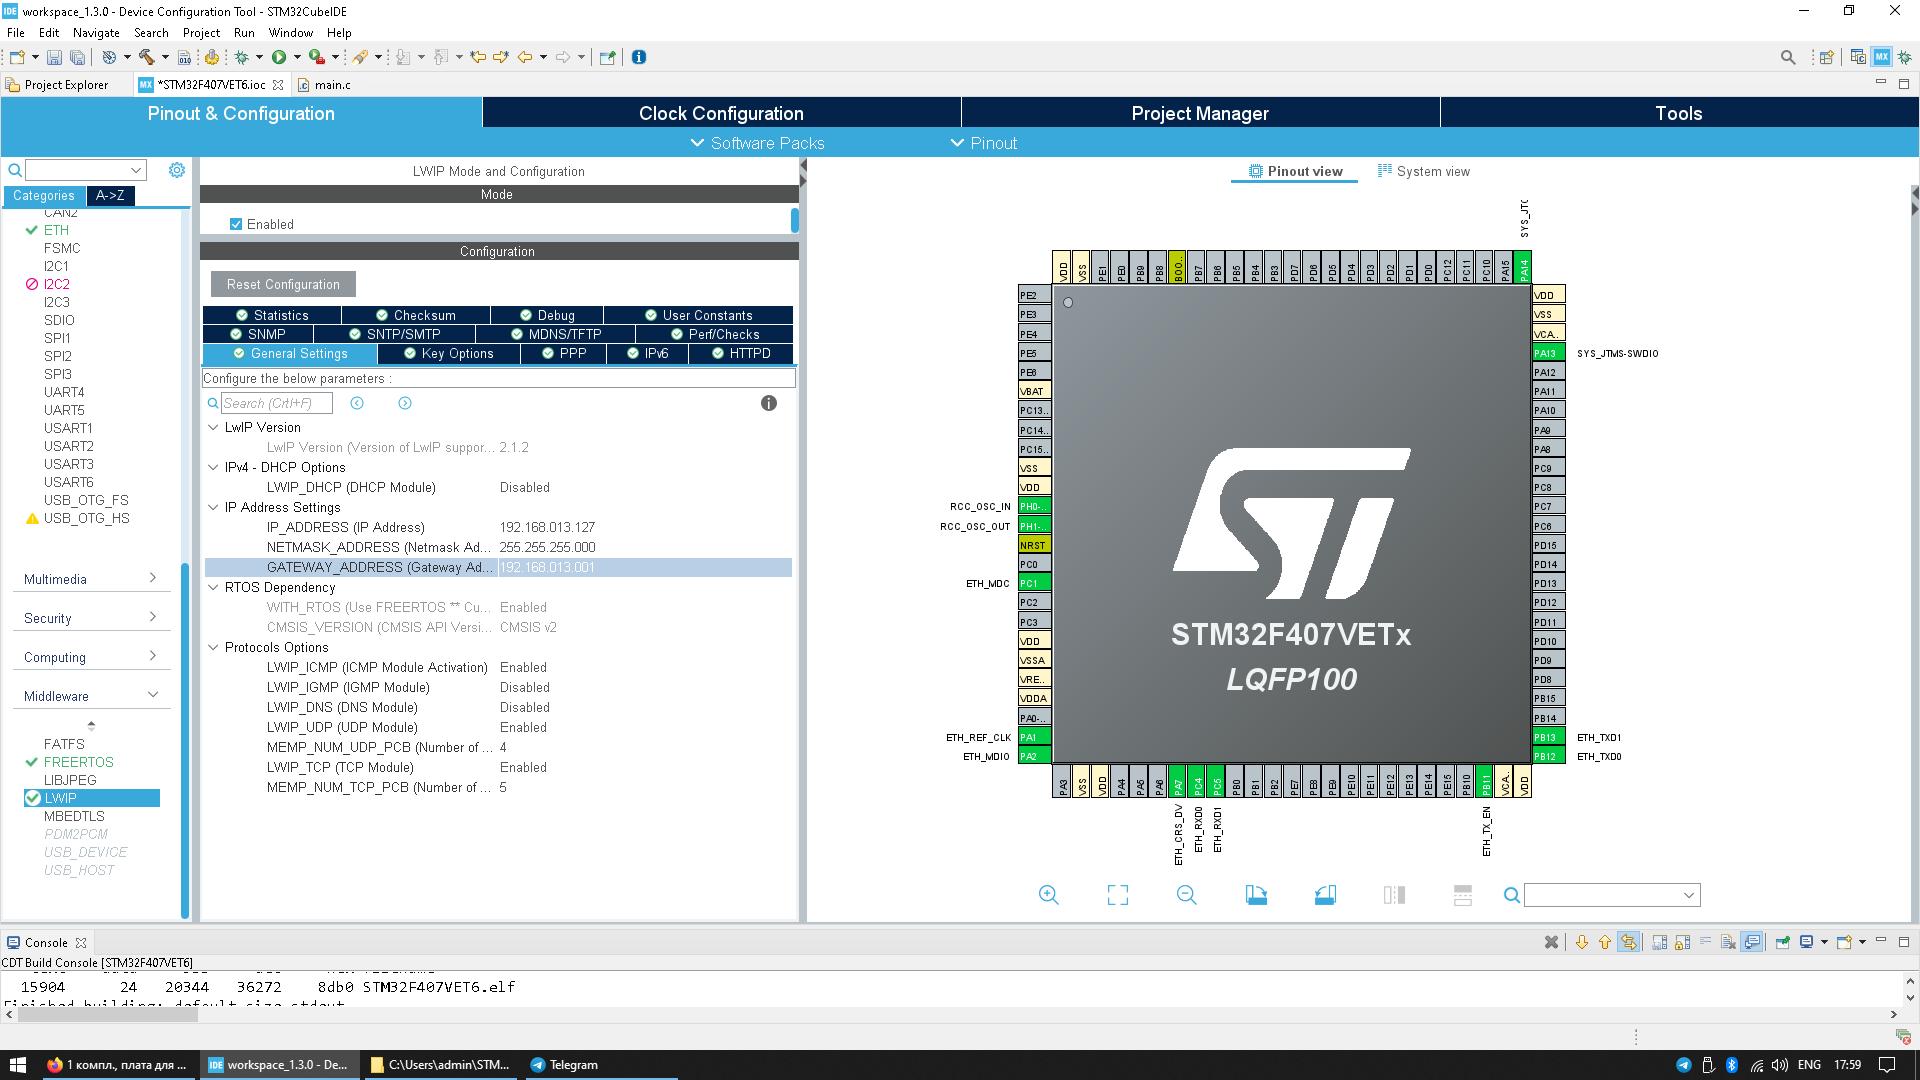 workspace_1.3.0 - Device Configuration Tool - STM32CubeIDE
File Edit Navigate Search Project Run Window Help
Project Explorer
*STM32F407VET6.ioc
main.c
Pinout & Configuration
Clock Configuration
Project Manager
Tools
Software Packs
Pinout
Categories
A->Z
CAN2
ETH
FSMC
I2C1
I2C2
I2C3
SDIO
SPI1
SPI2
SPI3
UART4
UART5
USART1
USART2
USART3
USART6
USB_OTG_FS
USB_OTG_HS
Multimedia
Security
Computing
Middleware
FATFS
FREERTOS
LIBJPEG
LWIP
MBEDTLS
PDM2PCM
USB_DEVICE
USB_HOST
LWIP Mode and Configuration
Mode
Enabled
Configuration
Reset Configuration
Statistics Checksum Debug User Constants
SNMP SNTP/SMTP MDNS/TFTP Perf/Checks
General Settings Key Options PPP IPv6 HTTPD
Configure the below parameters :
Search (Crtl+F)
LwIP Version
LwIP Version (Version of LwIP suppor... 2.1.2
IPv4 - DHCP Options
LWIP_DHCP (DHCP Module) Disabled
IP Address Settings
IP_ADDRESS (IP Address) 192.168.013.127
NETMASK_ADDRESS (Netmask Ad... 255.255.255.000
GATEWAY_ADDRESS (Gateway Ad... 192.168.013.001
RTOS Dependency
WITH_RTOS (Use FREERTOS ** Cu... Enabled
CMSIS_VERSION (CMSIS API Versi... CMSIS v2
Protocols Options
LWIP_ICMP (ICMP Module Activation) Enabled
LWIP_IGMP (IGMP Module) Disabled
LWIP_DNS (DNS Module) Disabled
LWIP_UDP (UDP Module) Enabled
MEMP_NUM_UDP_PCB (Number of ... 4
LWIP_TCP (TCP Module) Enabled
MEMP_NUM_TCP_PCB (Number of ... 5
Pinout view
System view
SYS_JTC
VDD VSS PE1 PE0 PB9 PB8 BOO.. PB7 PB6 PB5 PB4 PB3 PD7 PD6 PD5 PD4 PD3 PD2 PD1 PD0 PC12 PC11 PC10 PA15 PA14
PE2
PE3
PE4
PE5
PE6
VBAT
PC13..
PC14..
PC15..
VSS
VDD
RCC_OSC_IN PH0-..
RCC_OSC_OUT PH1-..
NRST
PC0
ETH_MDC PC1
PC2
PC3
VDD
VSSA
VRE..
VDDA
PA0-..
ETH_REF_CLK PA1
ETH_MDIO PA2
STM32F407VETx
LQFP100
VDD
VSS
VCA..
PA13 SYS_JTMS-SWDIO
PA12
PA11
PA10
PA9
PA8
PC9
PC8
PC7
PC6
PD15
PD14
PD13
PD12
PD11
PD10
PD9
PD8
PB15
PB14
PB13 ETH_TXD1
PB12 ETH_TXD0
PA3 VSS VDD PA4 PA5 PA6 PA7 PC4 PC5 PB0 PB1 PB2 PE7 PE8 PE9 PE10 PE11 PE12 PE13 PE14 PE15 PB10 PB11 VCA.. VDD
ETH_CRS_DV ETH_RXD0 ETH_RXD1 ETH_TX_EN
Console
CDT Build Console [STM32F407VET6]
15904 24 20344 36272 8db0 STM32F407VET6.elf
Finished building: default.size.stdout
1 компл., плата для ...
workspace_1.3.0 - De...
C:\Users\admin\STM...
Telegram
ENG
17:59